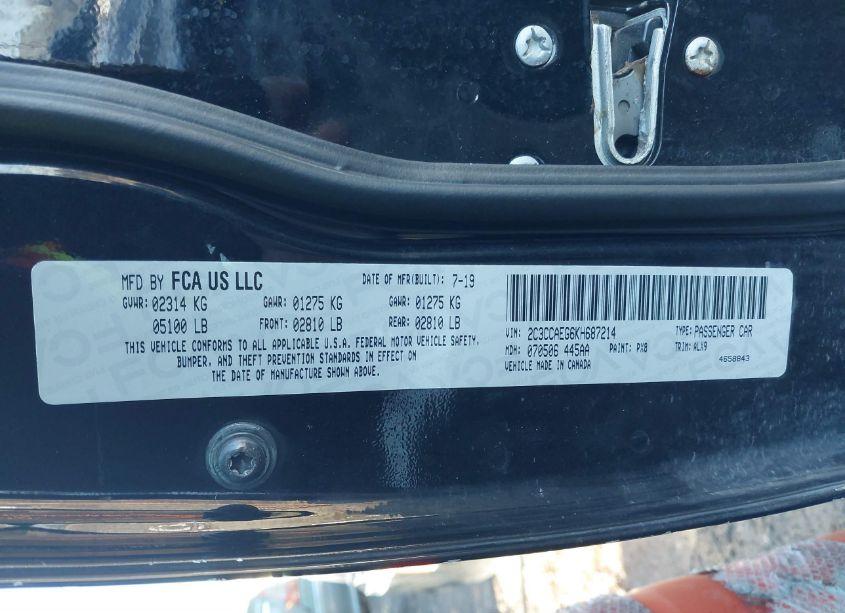 MFD BY FCA US LLC
DATE OF MFR(BUILT): 7-19
GVWR: 02314 KG GAWR: 01275 KG GAWR: 01275 KG
05100 LB FRONT: 02810 LB REAR: 02810 LB
THIS VEHICLE CONFORMS TO ALL APPLICABLE U.S.A. FEDERAL MOTOR VEHICLE SAFETY,
BUMPER, AND THEFT PREVENTION STANDARDS IN EFFECT ON
THE DATE OF MANUFACTURE SHOWN ABOVE.
VIN: 2C3CCAEG6KH687214 TYPE: PASSENGER CAR
MDH: 070506 445AA PAINT: PX8 TRIM: ALX9
VEHICLE MADE IN CANADA 4658843